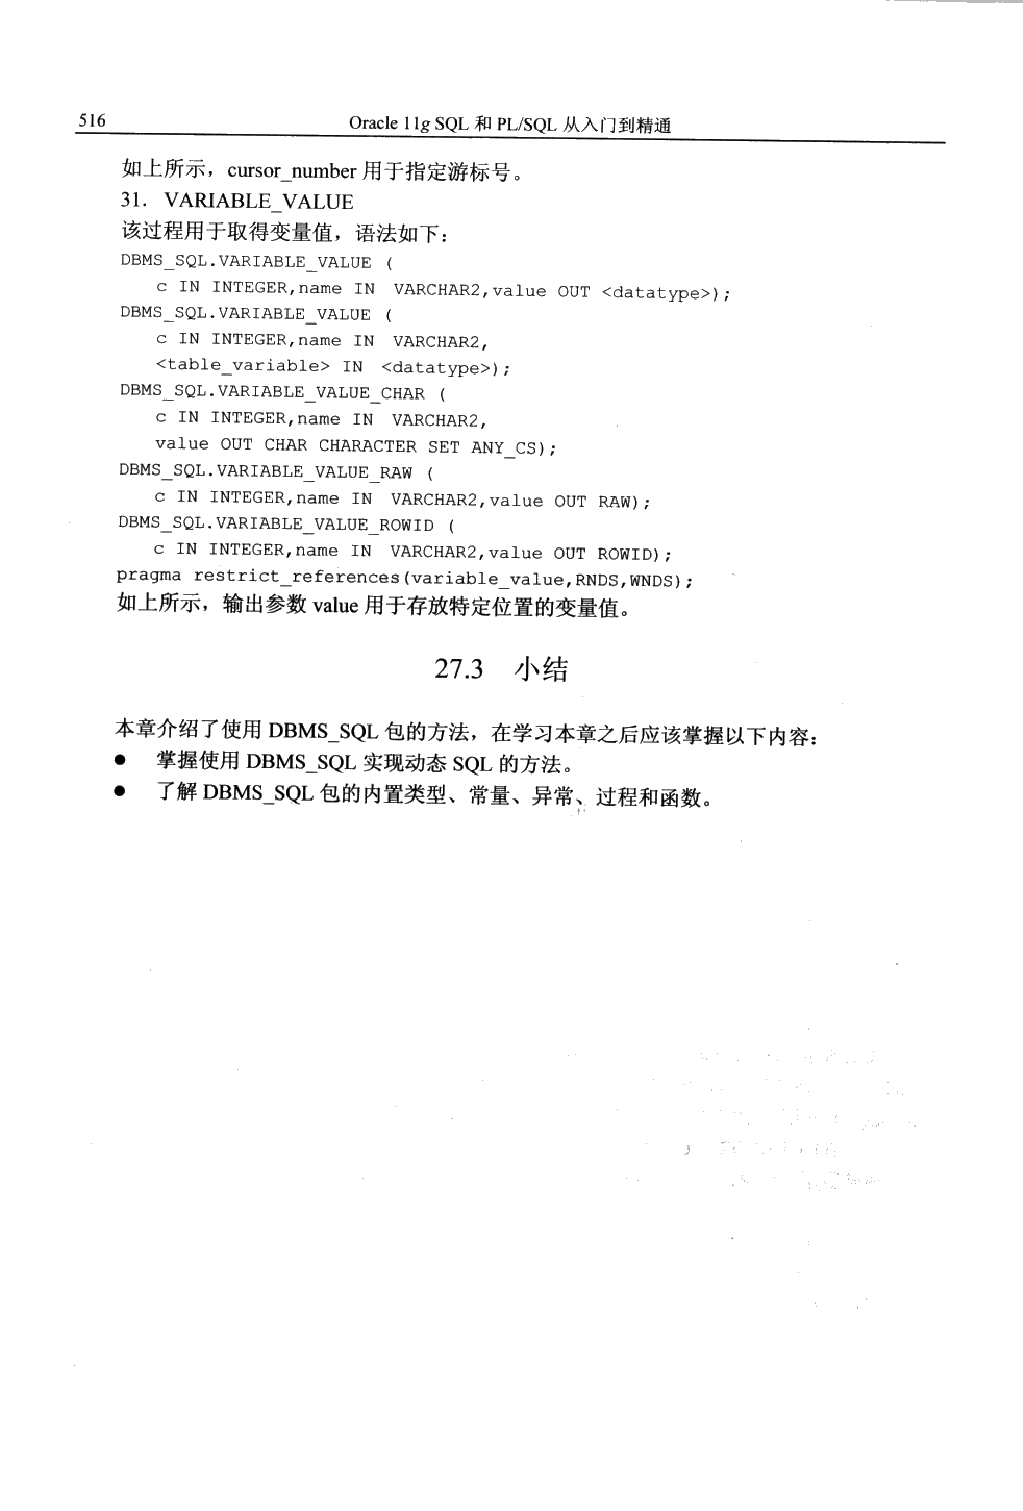 516
Oracle 11g SQL 和 PL/SQL 从入门到精通
如上所示，cursor_number 用于指定游标号。
31．VARIABLE_VALUE
该过程用于取得变量值，语法如下：
DBMS_SQL.VARIABLE_VALUE (
c IN INTEGER,name IN VARCHAR2,value OUT <datatype>);
DBMS_SQL.VARIABLE_VALUE (
c IN INTEGER,name IN VARCHAR2,
<table_variable> IN <datatype>);
DBMS_SQL.VARIABLE_VALUE_CHAR (
c IN INTEGER,name IN VARCHAR2,
value OUT CHAR CHARACTER SET ANY_CS);
DBMS_SQL.VARIABLE_VALUE_RAW (
c IN INTEGER,name IN VARCHAR2,value OUT RAW);
DBMS_SQL.VARIABLE_VALUE_ROWID (
c IN INTEGER,name IN VARCHAR2,value OUT ROWID);
pragma restrict_references(variable_value,RNDS,WNDS);
如上所示，输出参数 value 用于存放特定位置的变量值。
27.3 小结
本章介绍了使用 DBMS_SQL 包的方法，在学习本章之后应该掌握以下内容：
● 掌握使用 DBMS_SQL 实现动态 SQL 的方法。
● 了解 DBMS_SQL 包的内置类型、常量、异常、过程和函数。